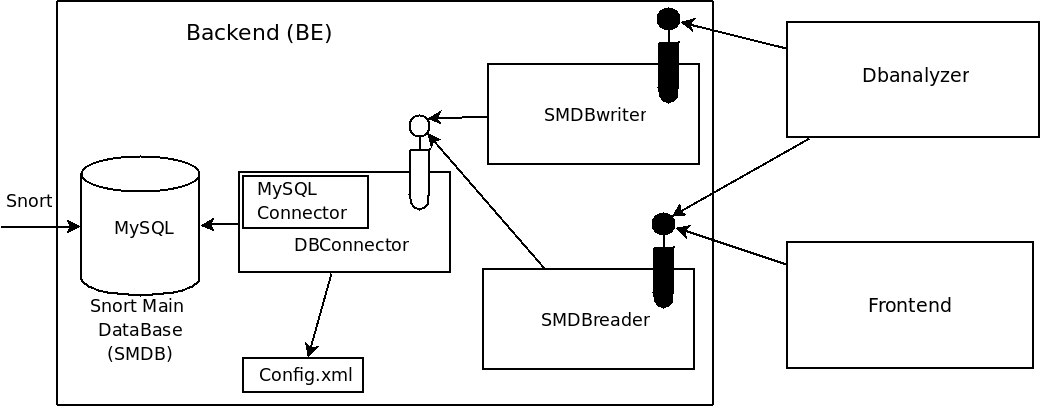 Backend (BE)
Dbanalyzer
SMDBwriter
Snort
MySQL
Connector
MySQL
DBConnector
Snort Main
DataBase
(SMDB)
SMDBreader
Frontend
Config.xml